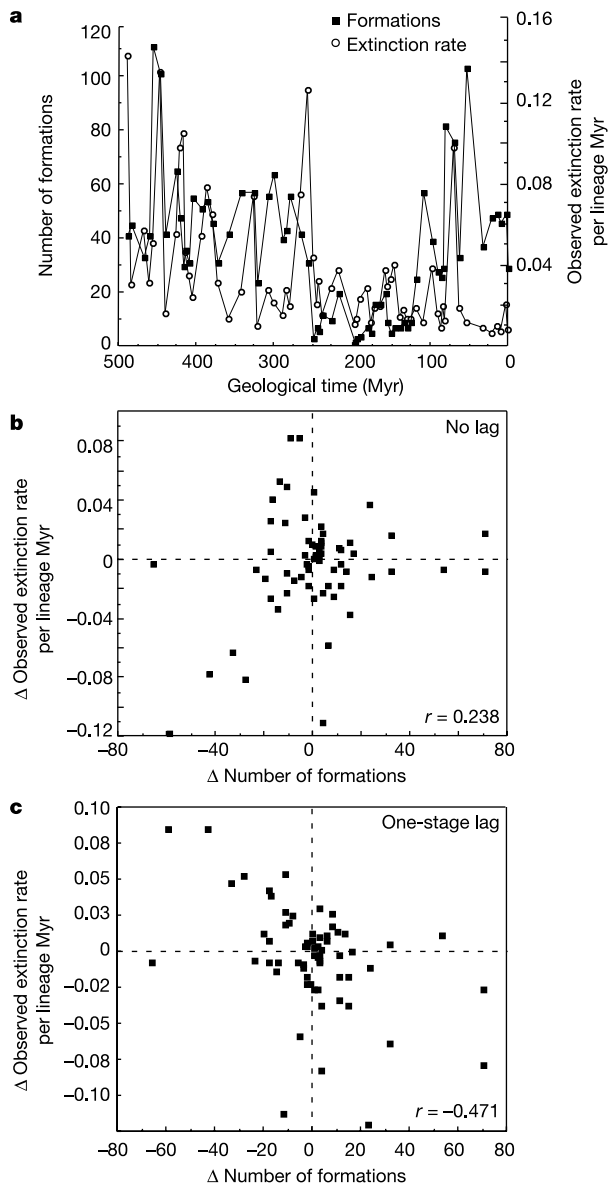 a
Formations
Extinction rate
Number of formations
120
100
80
60
40
20
0
0.16
0.12
0.08
0.04
Observed extinction rate
per lineage Myr
500
400
300
200
100
0
Geological time (Myr)
b
No lag
Δ Observed extinction rate
per lineage Myr
0.08
0.04
0
−0.04
−0.08
−0.12
r = 0.238
−80
−40
0
40
80
Δ Number of formations
c
One-stage lag
Δ Observed extinction rate
per lineage Myr
0.10
0.08
0.05
0.03
0
−0.02
−0.05
−0.08
−0.10
r = −0.471
−80
−60
−40
−20
0
20
40
60
80
Δ Number of formations